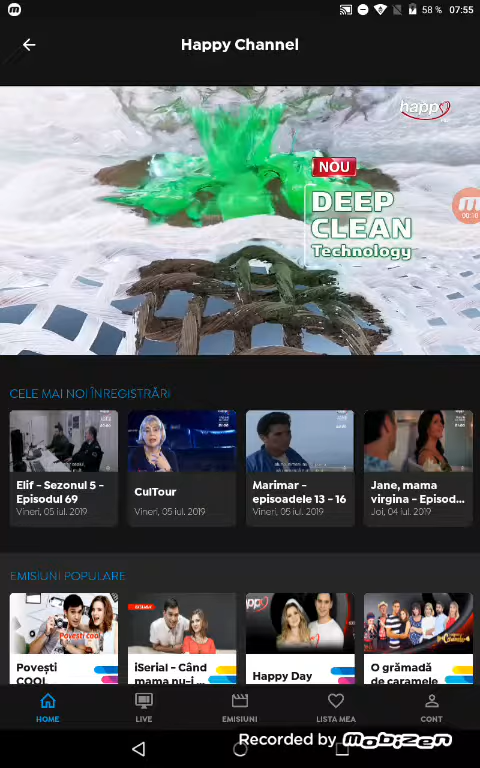 58 % 07:55
Happy Channel
happy
NOU
DEEP
CLEAN
Technology
00:10
CELE MAI NOI ÎNREGISTRĂRI
Elif - Sezonul 5 -
Episodul 69
Vineri, 05 iul. 2019
CulTour
Vineri, 05 iul. 2019
Marimar -
episoadele 13 - 16
Vineri, 05 iul. 2019
Jane, mama
virgina - Episod...
Joi, 04 iul. 2019
EMISIUNI POPULARE
Povești cool
Povești
COOL
iSerial - Când
mama nu-i ...
happy
Happy Day
O grămadă
de caramele
HOME
LIVE
EMISIUNI
LISTA MEA
CONT
Recorded by mobizen